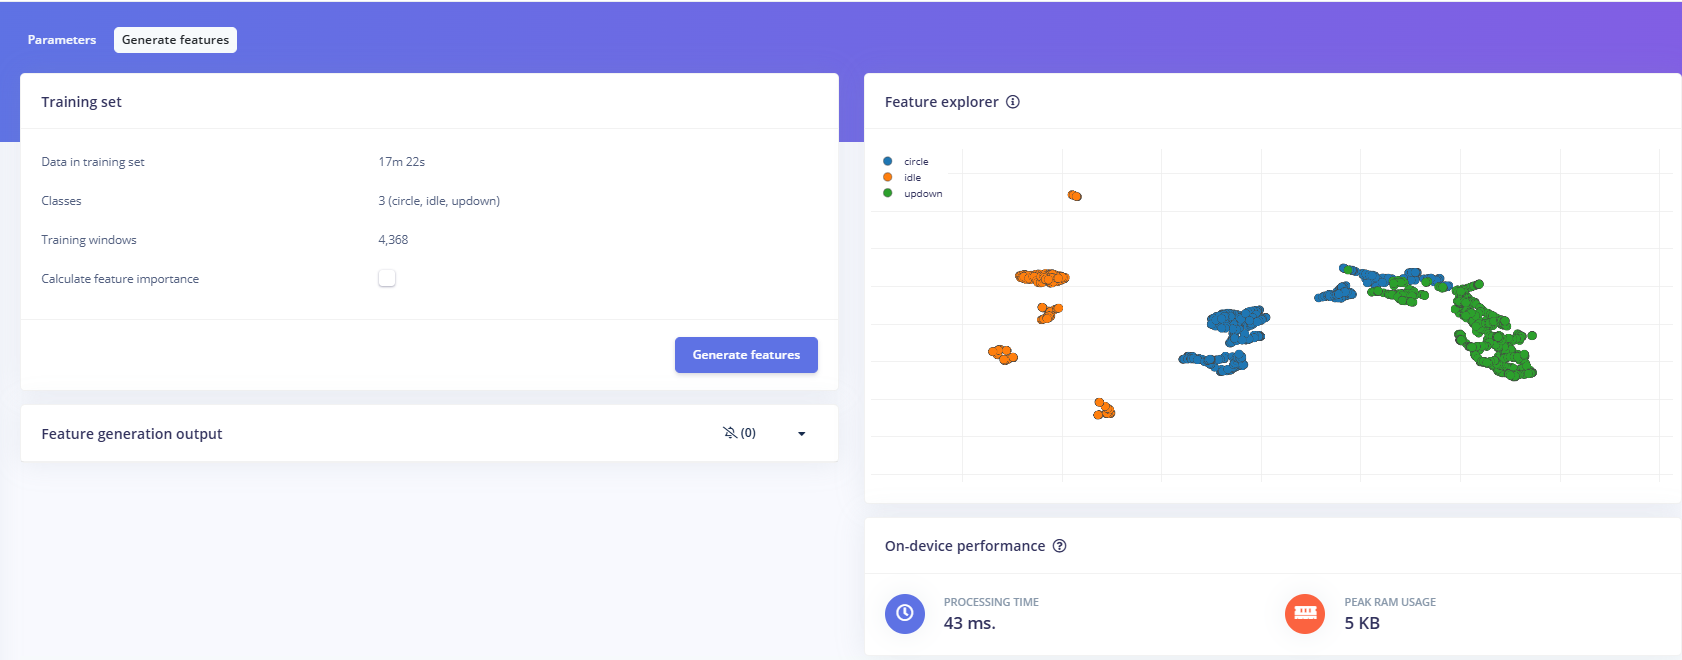 Parameters
Generate features
Training set
Data in training set 17m 22s
Classes 3 (circle, idle, updown)
Training windows 4,368
Calculate feature importance
Generate features
Feature generation output (0)
Feature explorer
circle
idle
updown
On-device performance
PROCESSING TIME
43 ms.
PEAK RAM USAGE
5 KB